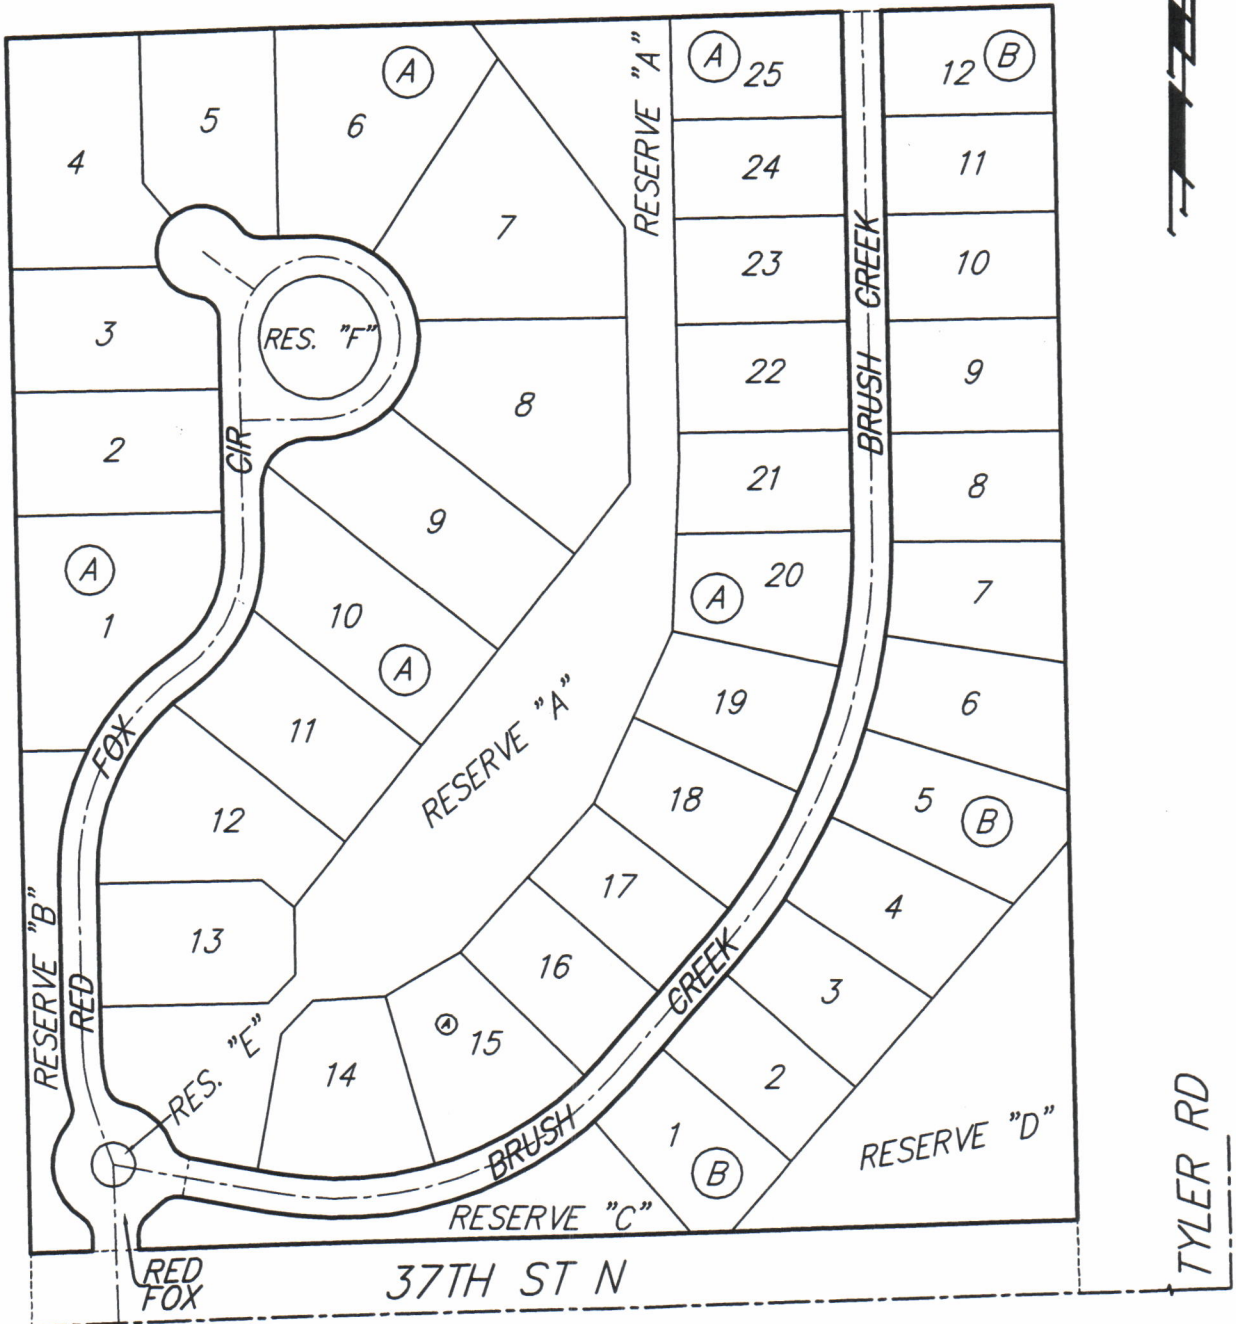 A
25
12
B
RESERVE "A"
5
6
A
4
24
11
7
23
10
BRUSH CREEK
RES. "F"
3
22
9
8
2
CIR
21
8
9
A
1
10
A
A
20
7
RESERVE "A"
19
6
FOX
11
18
5
B
12
17
4
RESERVE "B"
13
16
3
RED
CREEK
RES. "E"
A
15
14
2
1
B
BRUSH
RESERVE "D"
RESERVE "C"
RED
FOX
37TH ST N
TYLER RD